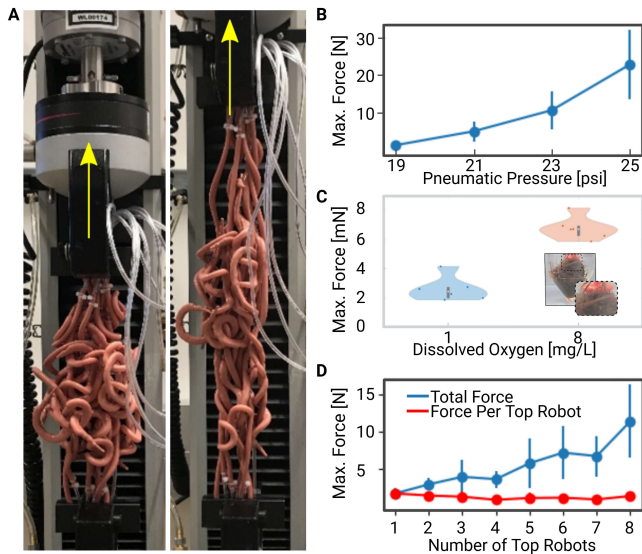 A
WL00174
B
Max. Force [N]
30
20
10
19 21 23 25
Pneumatic Pressure [psi]
C
Max. Force [mN]
8
6
4
2
0
1 8
Dissolved Oxygen [mg/L]
D
Max. Force [N]
15
10
5
Total Force
Force Per Top Robot
1 2 3 4 5 6 7 8
Number of Top Robots